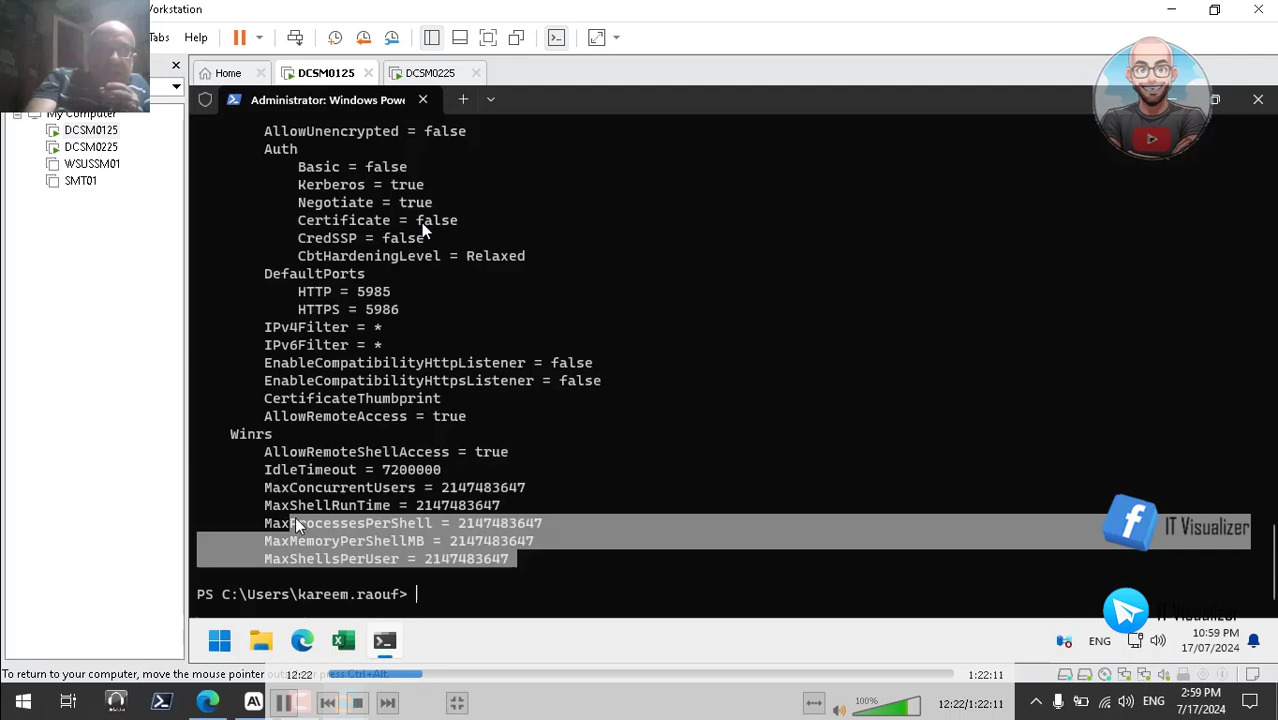 Workstation
Tabs Help
Home DCSM0125 DCSM0225
My Computer
DCSM0125
DCSM0225
WSUSSM01
SMT01
Administrator: Windows Powe
AllowUnencrypted = false
Auth
Basic = false
Kerberos = true
Negotiate = true
Certificate = false
CredSSP = false
CbtHardeningLevel = Relaxed
DefaultPorts
HTTP = 5985
HTTPS = 5986
IPv4Filter = *
IPv6Filter = *
EnableCompatibilityHttpListener = false
EnableCompatibilityHttpsListener = false
CertificateThumbprint
AllowRemoteAccess = true
Winrs
AllowRemoteShellAccess = true
IdleTimeout = 7200000
MaxConcurrentUsers = 2147483647
MaxShellRunTime = 2147483647
MaxProcessesPerShell = 2147483647
MaxMemoryPerShellMB = 2147483647
MaxShellsPerUser = 2147483647
PS C:\Users\kareem.raouf>
IT Visualizer
IT Visualizer
ENG
10:59 PM
17/07/2024
To return to your computer, move the mouse pointer press Ctrl+Alt.
12:22 1:22:11
100%
12:22/1:22:11
ENG
2:59 PM
7/17/2024